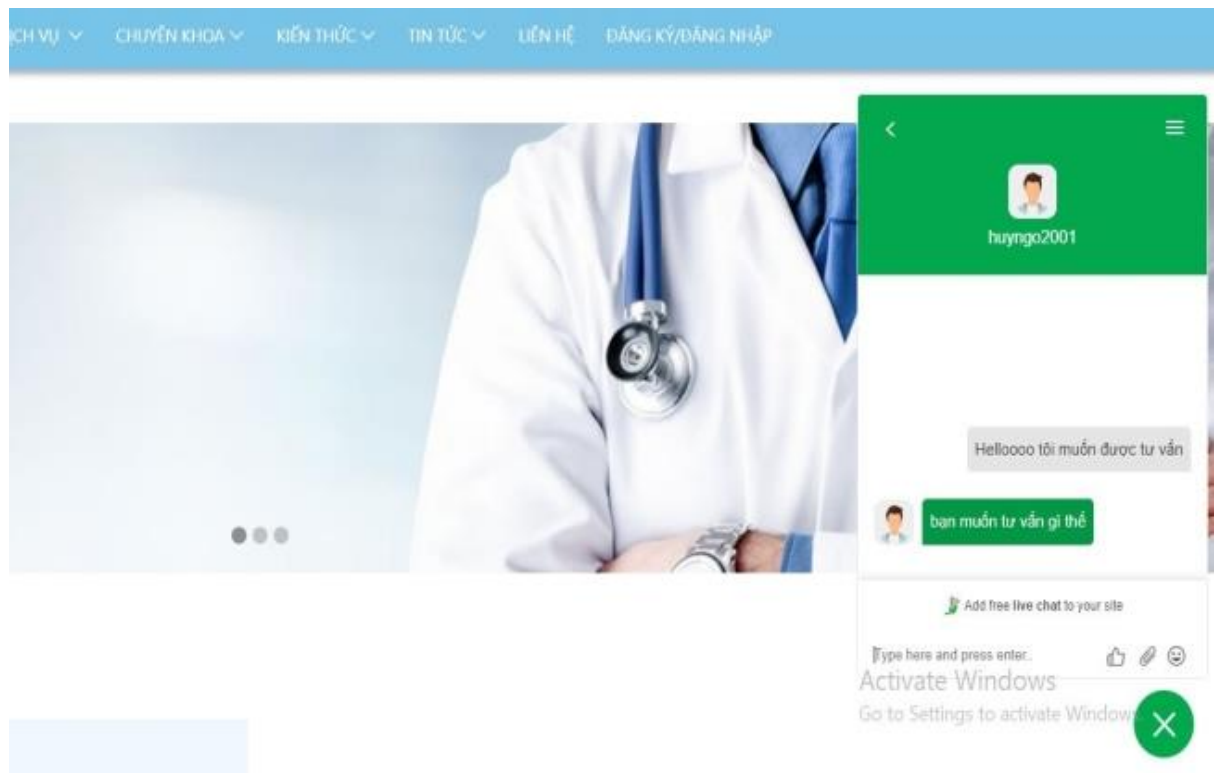 ỊCH VỤ
CHUYÊN KHOA
KIẾN THỨC
TIN TỨC
LIÊN HỆ
ĐĂNG KÝ/ĐĂNG NHẬP
huyngo2001
Helloooo tôi muốn được tư vấn
bạn muốn tư vấn gì thế
Add free live chat to your site
Type here and press enter..
Activate Windows
Go to Settings to activate Windows